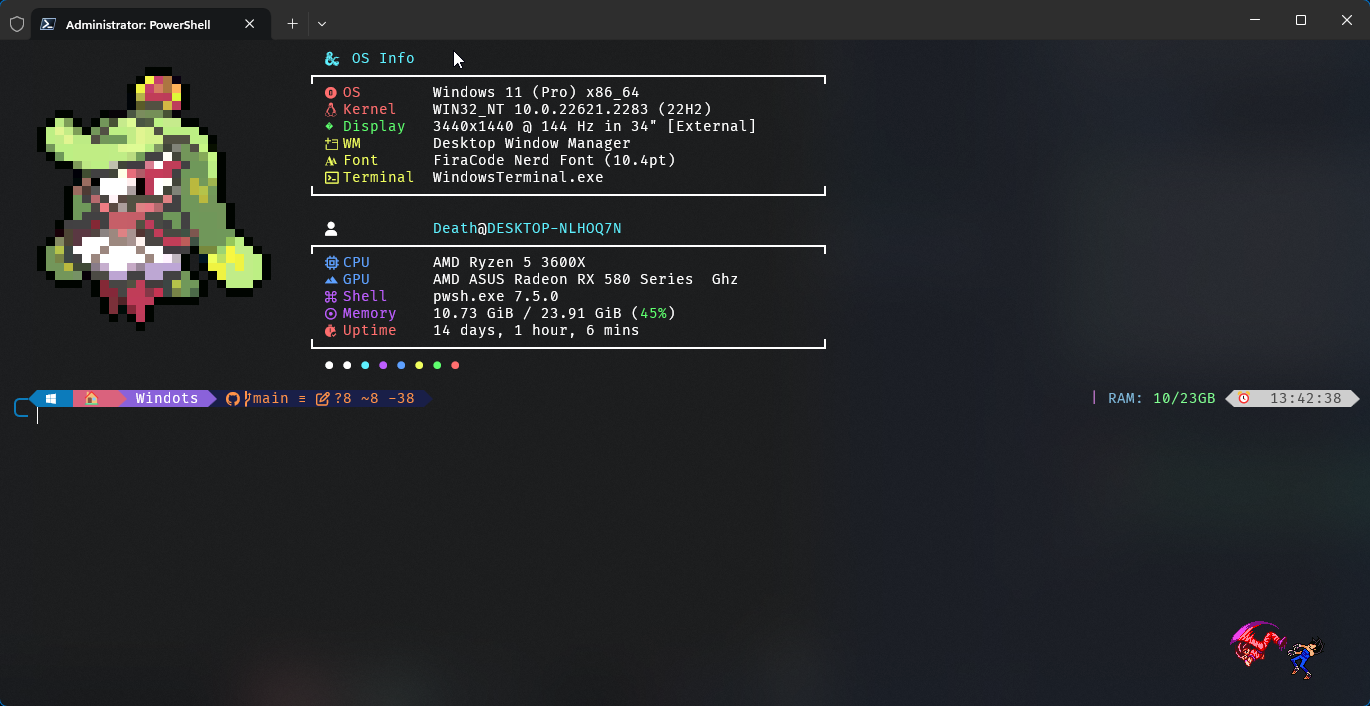 Administrator: PowerShell
OS Info
OS Windows 11 (Pro) x86_64
Kernel WIN32_NT 10.0.22621.2283 (22H2)
Display 3440x1440 @ 144 Hz in 34" [External]
WM Desktop Window Manager
Font FiraCode Nerd Font (10.4pt)
Terminal WindowsTerminal.exe
Death@DESKTOP-NLHOQ7N
CPU AMD Ryzen 5 3600X
GPU AMD ASUS Radeon RX 580 Series  Ghz
Shell pwsh.exe 7.5.0
Memory 10.73 GiB / 23.91 GiB (45%)
Uptime 14 days, 1 hour, 6 mins
Windots main ≡ ?8 ~8 -38 | RAM: 10/23GB 13:42:38